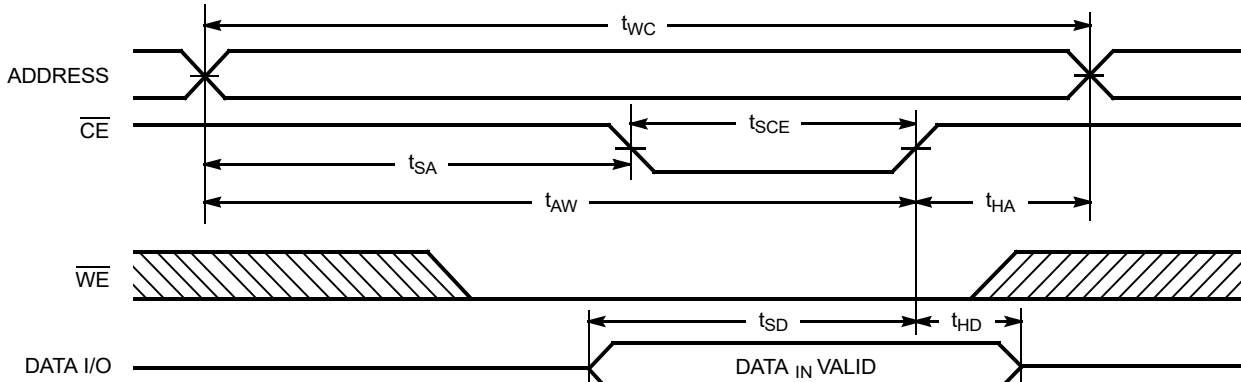 tWC
ADDRESS
CE
tSCE
tSA
tAW
tHA
WE
tSD
tHD
DATA I/O
DATA IN VALID